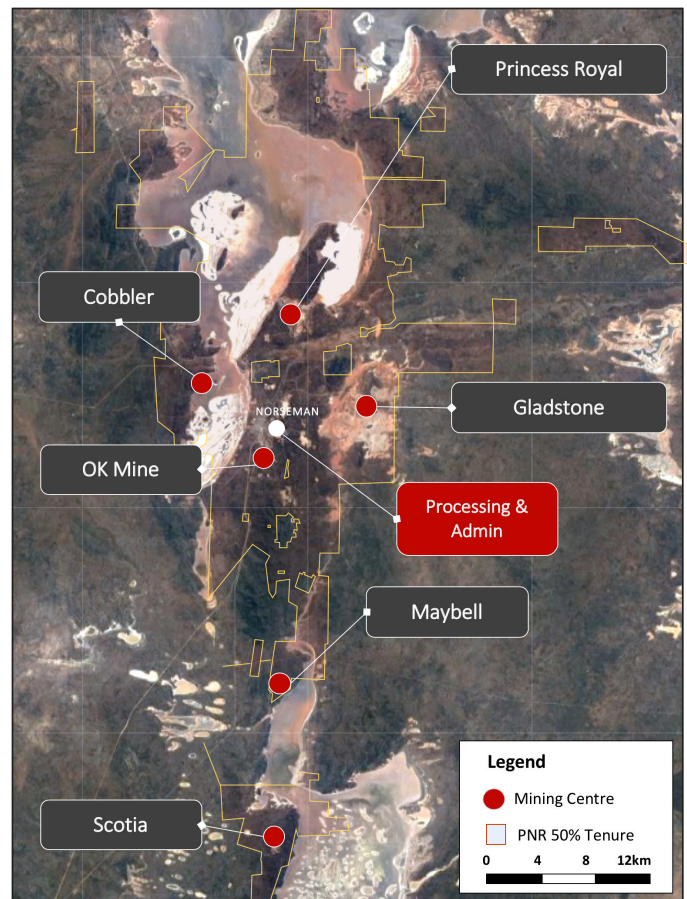 Princess Royal
Cobbler
NORSEMAN
Gladstone
OK Mine
Processing &
Admin
Maybell
Legend
Mining Centre
PNR 50% Tenure
0 4 8 12km
Scotia